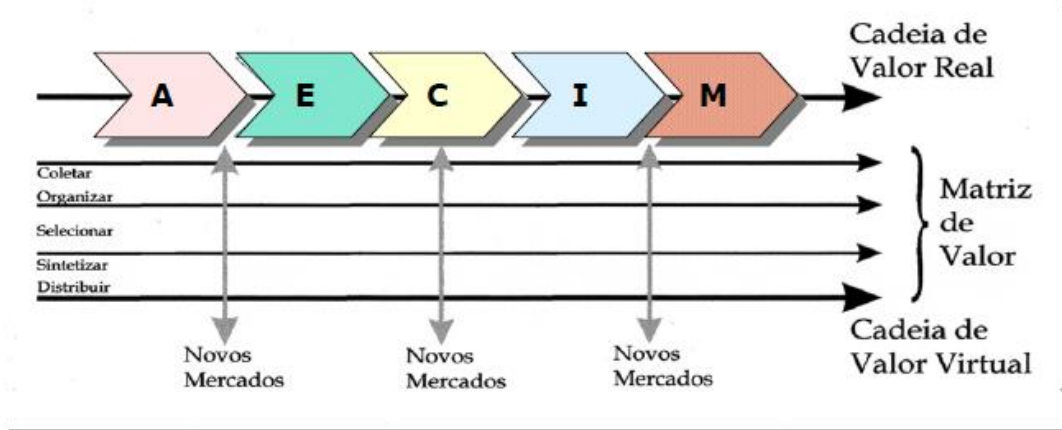 Cadeia de
Valor Real
A E C I M
Coletar
Organizar
Selecionar
Sintetizar
Distribuir
Matriz
de
Valor
Novos
Mercados
Novos
Mercados
Novos
Mercados
Cadeia de
Valor Virtual